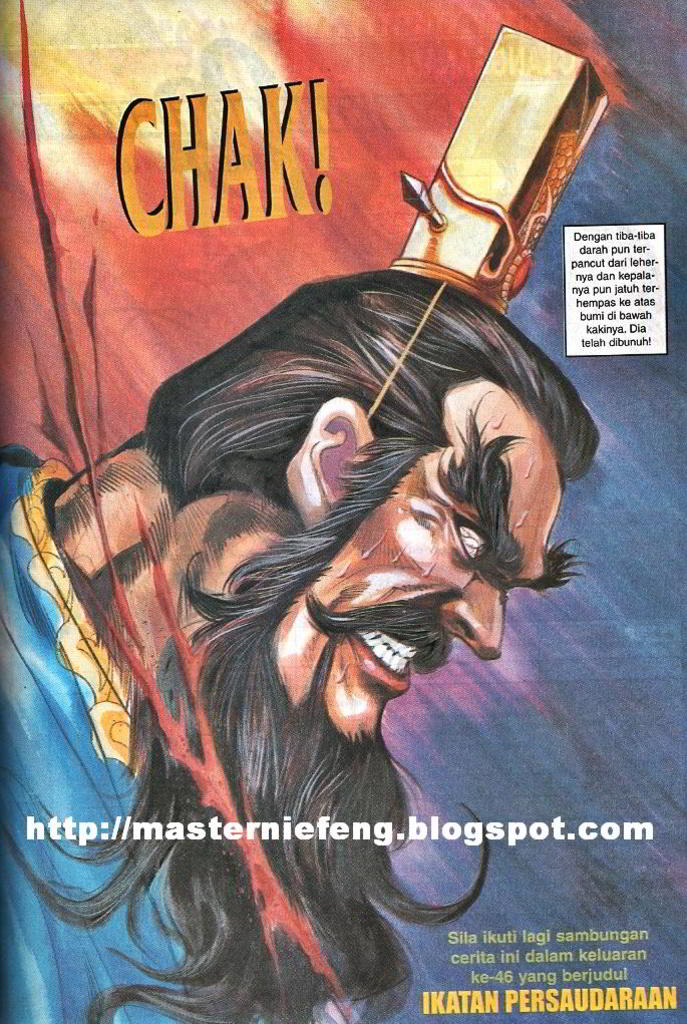 CHAK!
Dengan tiba-tiba
darah pun ter-
pancut dari leher-
nya dan kepala-
nya pun jatuh ter-
hempas ke atas
bumi di bawah
kakinya. Dia
telah dibunuh!
http://masterniefeng.blogspot.com
Sila ikuti lagi sambungan
cerita ini dalam keluaran
ke-46 yang berjudul
IKATAN PERSAUDARAAN